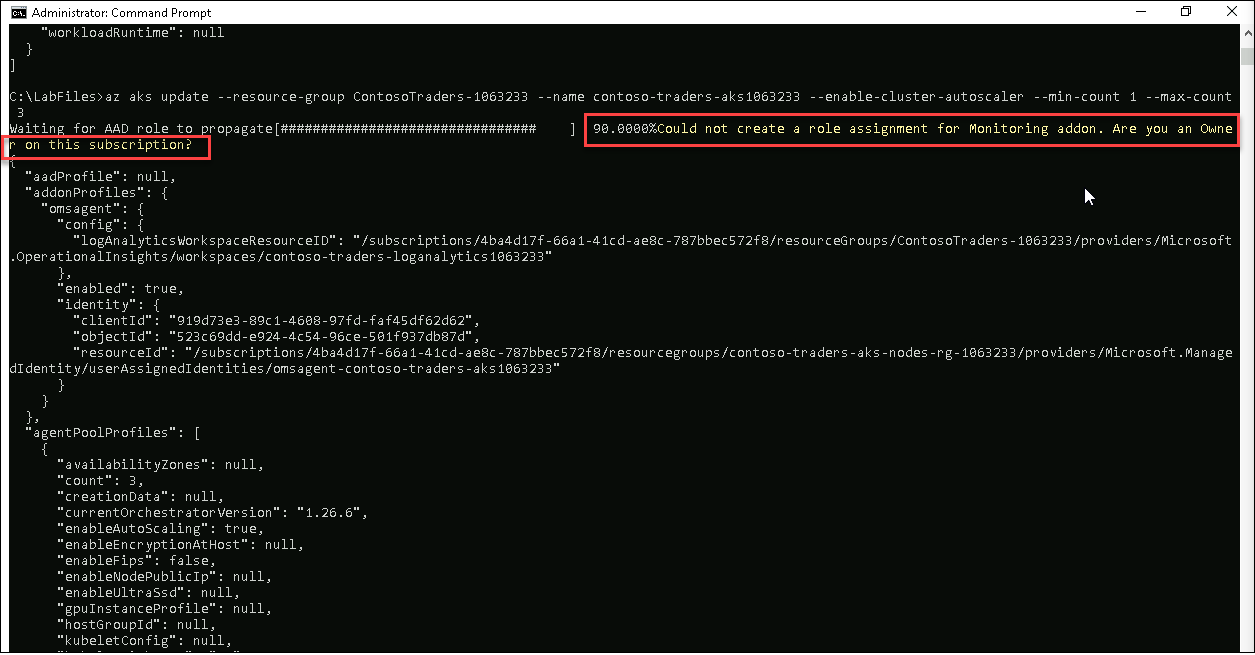 Administrator: Command Prompt
"workloadRuntime": null
}
]
C:\LabFiles>az aks update --resource-group ContosoTraders-1063233 --name contoso-traders-aks1063233 --enable-cluster-autoscaler --min-count 1 --max-count
3
Waiting for AAD role to propagate[################################    ] 90.0000%Could not create a role assignment for Monitoring addon. Are you an Owne
r on this subscription?
{
"aadProfile": null,
"addonProfiles": {
"omsagent": {
"config": {
"logAnalyticsWorkspaceResourceID": "/subscriptions/4ba4d17f-66a1-41cd-ae8c-787bbec572f8/resourceGroups/ContosoTraders-1063233/providers/Microsoft
.OperationalInsights/workspaces/contoso-traders-loganalytics1063233"
},
"enabled": true,
"identity": {
"clientId": "919d73e3-89c1-4608-97fd-faf45df62d62",
"objectId": "523c69dd-e924-4c54-96ce-501f937db87d",
"resourceId": "/subscriptions/4ba4d17f-66a1-41cd-ae8c-787bbec572f8/resourcegroups/contoso-traders-aks-nodes-rg-1063233/providers/Microsoft.Manage
dIdentity/userAssignedIdentities/omsagent-contoso-traders-aks1063233"
}
}
},
"agentPoolProfiles": [
{
"availabilityZones": null,
"count": 3,
"creationData": null,
"currentOrchestratorVersion": "1.26.6",
"enableAutoScaling": true,
"enableEncryptionAtHost": null,
"enableFips": false,
"enableNodePublicIp": null,
"enableUltraSsd": null,
"gpuInstanceProfile": null,
"hostGroupId": null,
"kubeletConfig": null,